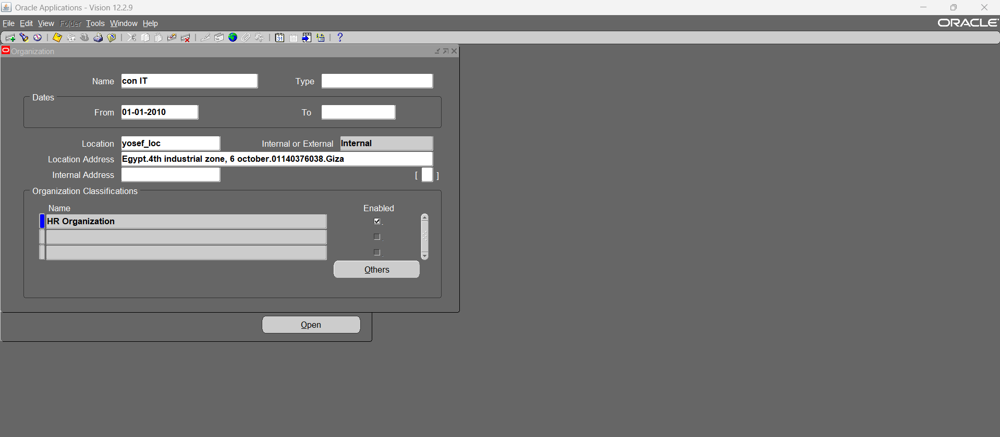 Oracle Applications - Vision 12.2.9
File Edit View Folder Tools Window Help
ORACLE
31 ?
Organization
Name con IT Type
Dates
From 01-01-2010 To
Location yosef_loc Internal or External Internal
Location Address Egypt.4th industrial zone, 6 october.01140376038.Giza
Internal Address [ ]
Organization Classifications
Name Enabled
HR Organization
Others
Open